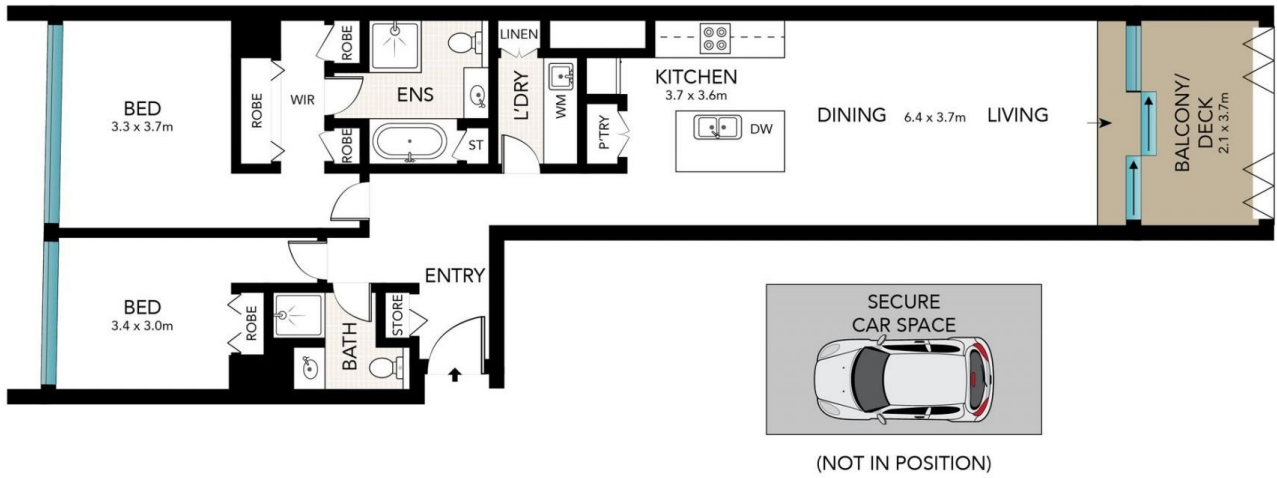 BED
3.3 x 3.7m
ROBE
WIR
ROBE
ROBE
ENS
ST
LINEN
L'DRY
WM
KITCHEN
3.7 x 3.6m
P'TRY
DW
DINING 6.4 x 3.7m LIVING
BALCONY/
DECK
2.1 x 3.7m
BED
3.4 x 3.0m
ROBE
BATH
STORE
ENTRY
SECURE
CAR SPACE
(NOT IN POSITION)